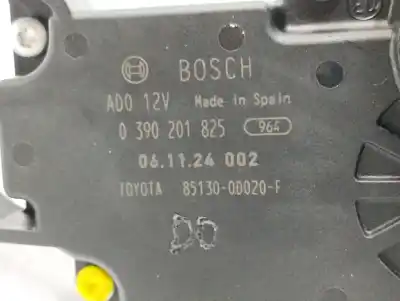 BOSCH
ADO 12V Made in Spain
0 390 201 825 964
06.11.24 002
TOYOTA 85130-0D020-F